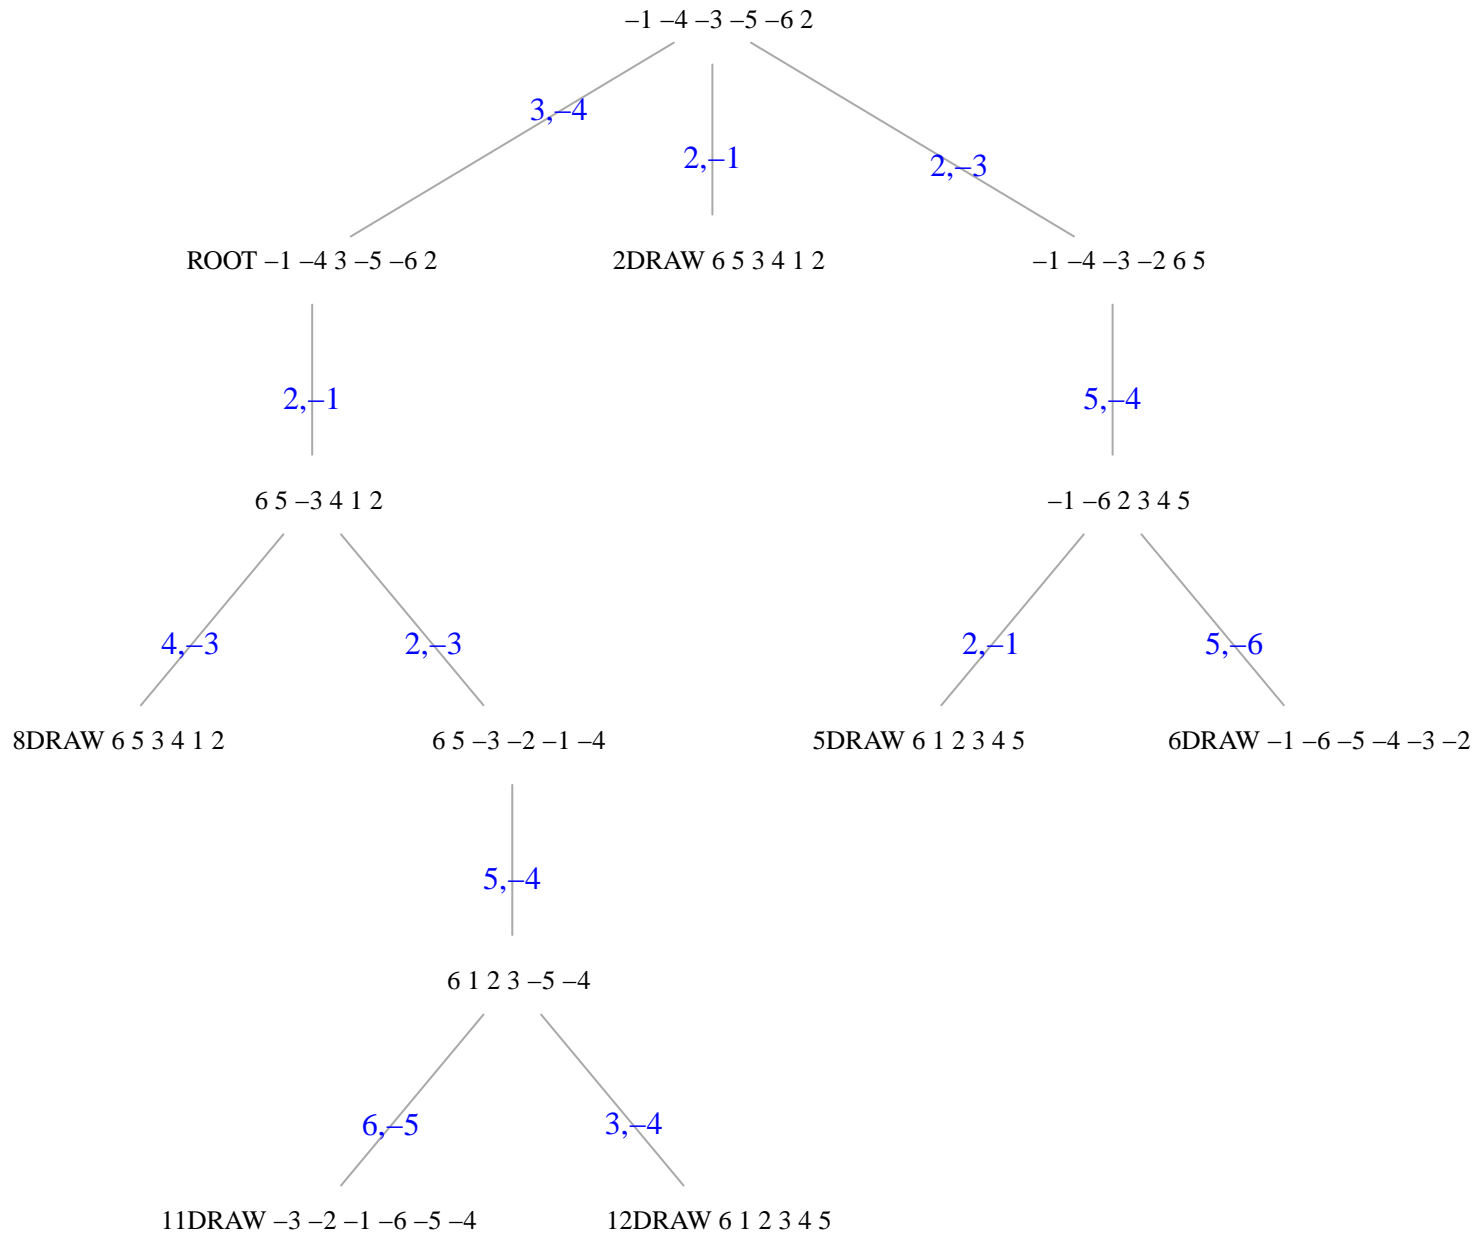 –1 –4 –3 –5 –6 2
3,–4
2,–1
2,–3
ROOT –1 –4 3 –5 –6 2
2DRAW 6 5 3 4 1 2
–1 –4 –3 –2 6 5
2,–1
5,–4
6 5 –3 4 1 2
–1 –6 2 3 4 5
4,–3
2,–3
2,–1
5,–6
8DRAW 6 5 3 4 1 2
6 5 –3 –2 –1 –4
5DRAW 6 1 2 3 4 5
6DRAW –1 –6 –5 –4 –3 –2
5,–4
6 1 2 3 –5 –4
6,–5
3,–4
11DRAW –3 –2 –1 –6 –5 –4
12DRAW 6 1 2 3 4 5